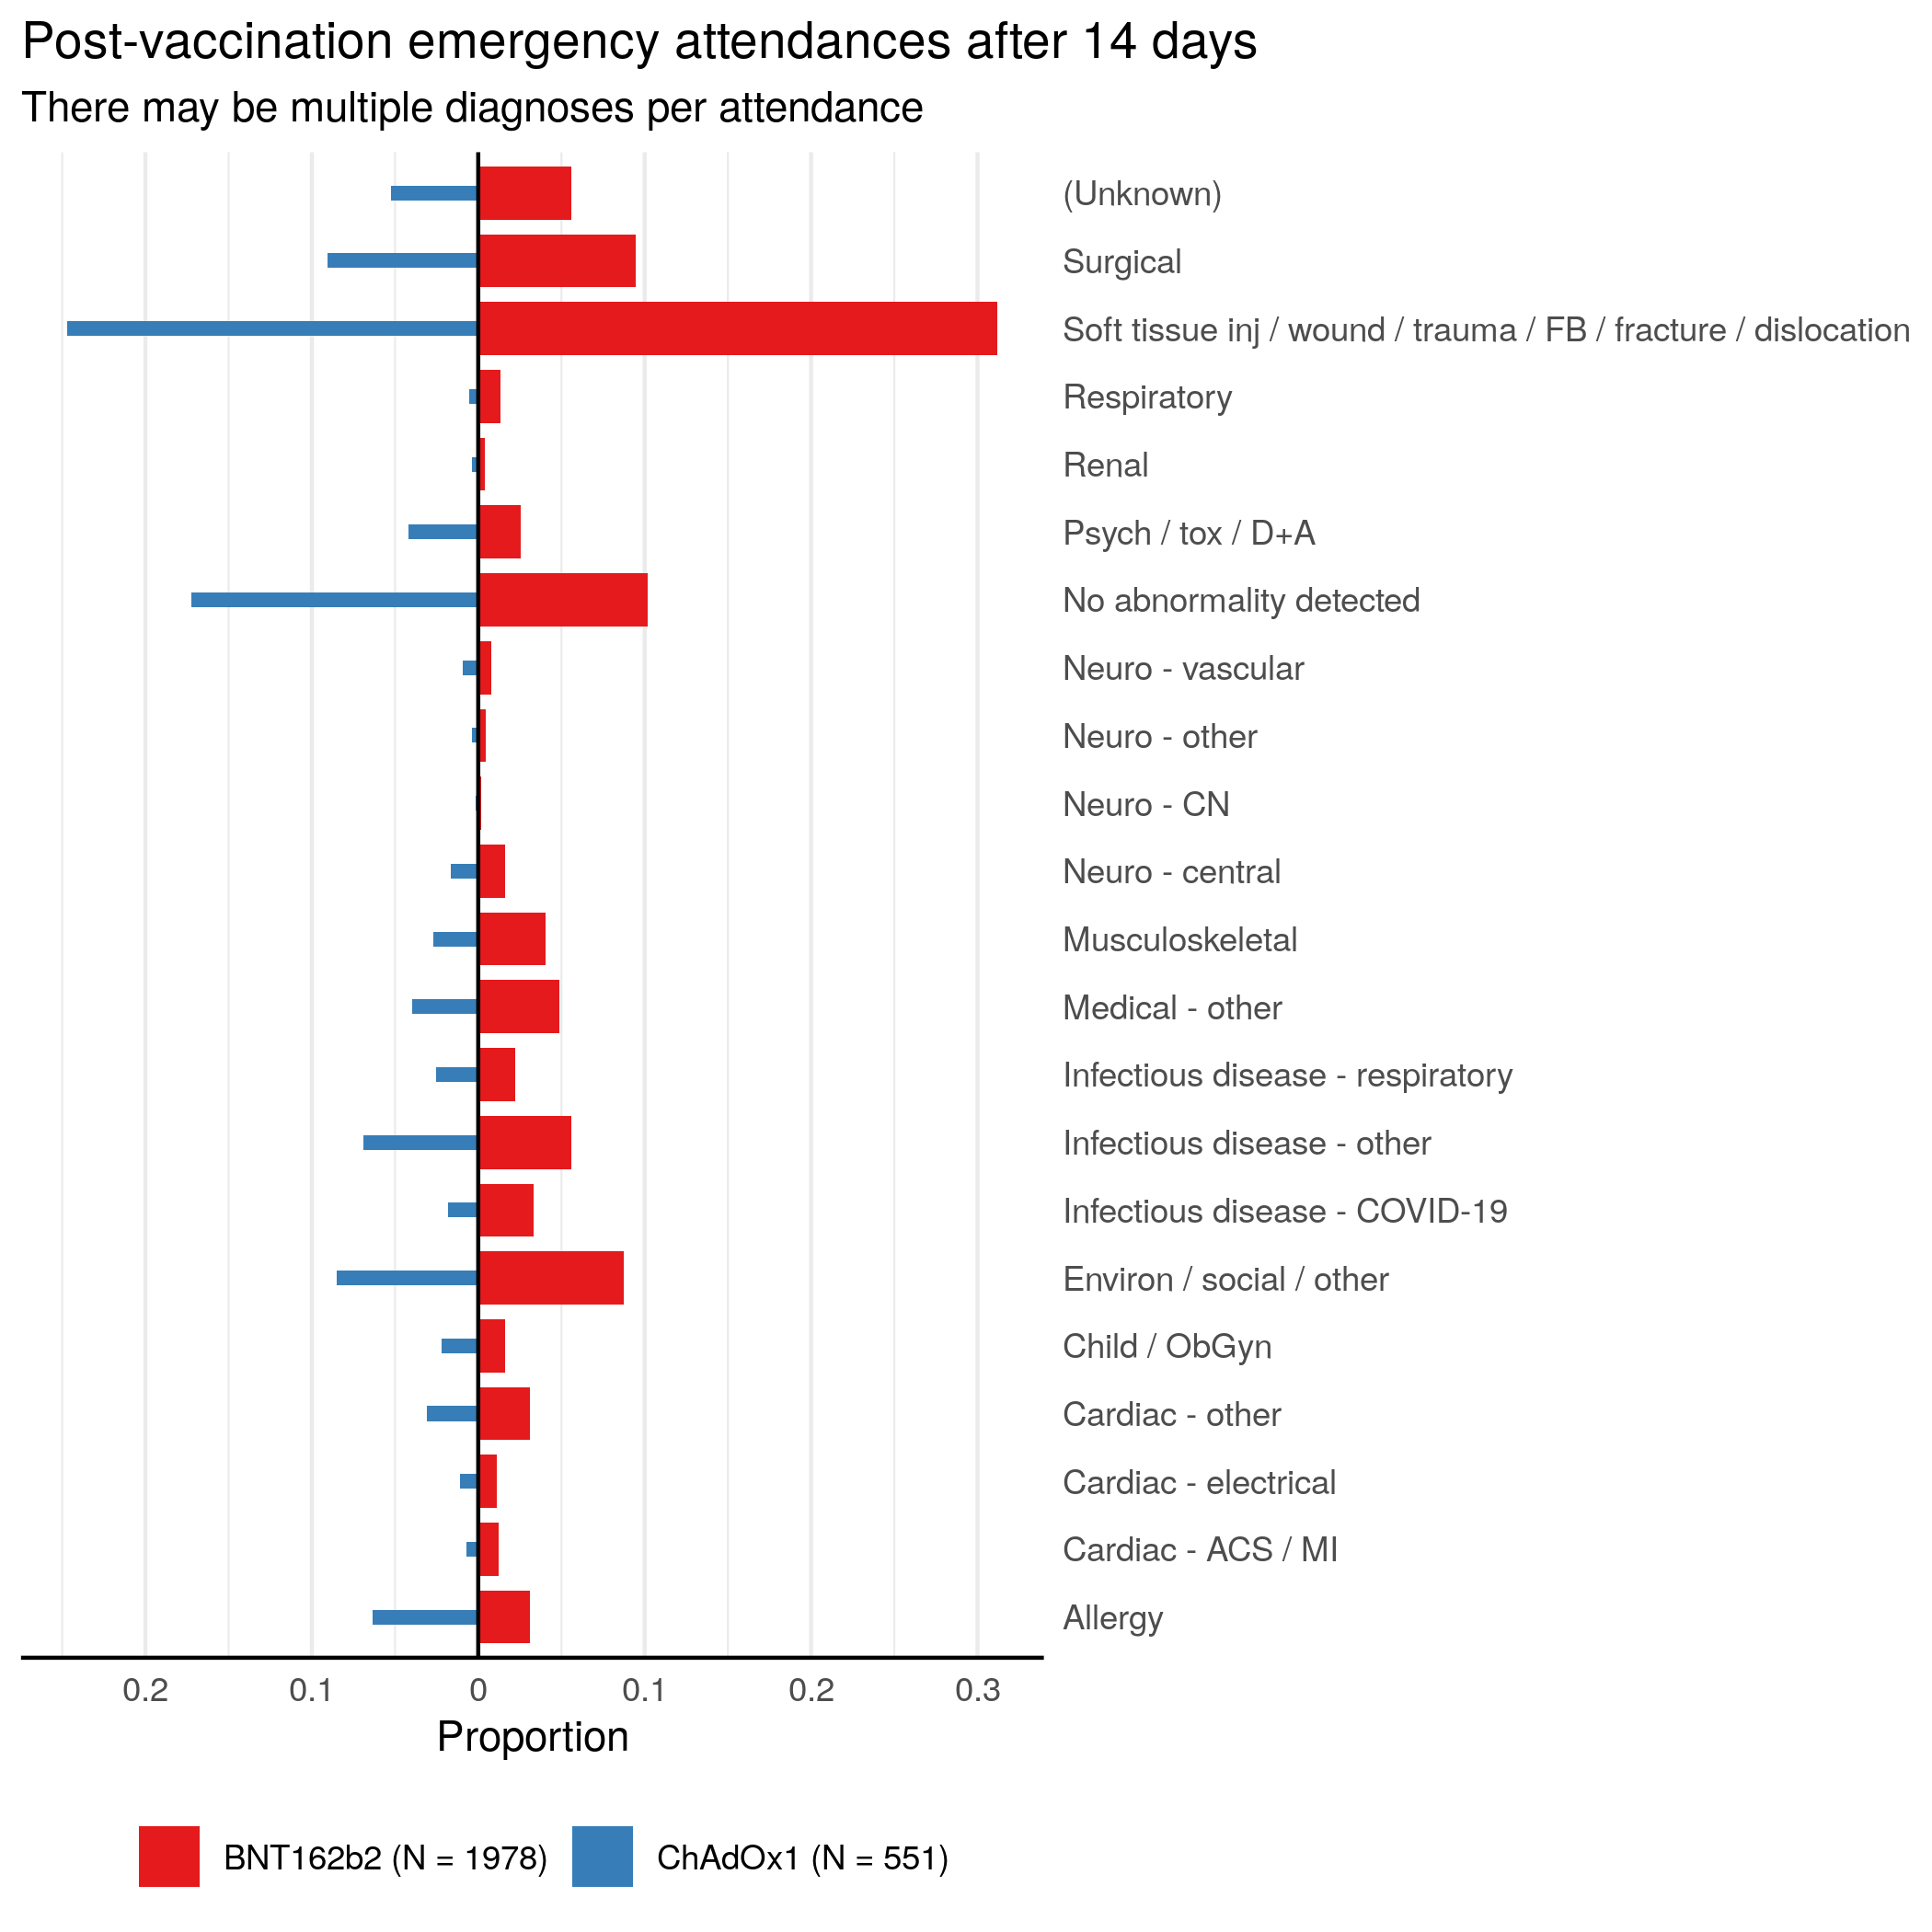 Post-vaccination emergency attendances after 14 days
There may be multiple diagnoses per attendance
(Unknown)
Surgical
Soft tissue inj / wound / trauma / FB / fracture / dislocation
Respiratory
Renal
Psych / tox / D+A
No abnormality detected
Neuro - vascular
Neuro - other
Neuro - CN
Neuro - central
Musculoskeletal
Medical - other
Infectious disease - respiratory
Infectious disease - other
Infectious disease - COVID-19
Environ / social / other
Child / ObGyn
Cardiac - other
Cardiac - electrical
Cardiac - ACS / MI
Allergy
0.2 0.1 0 0.1 0.2 0.3
Proportion
BNT162b2 (N = 1978) ChAdOx1 (N = 551)